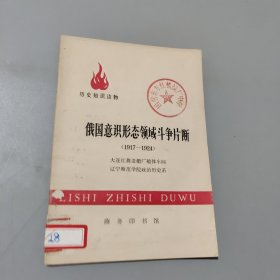 历史知识读物
俄国意识形态领域斗争片断
(1917—1924)
大连红旗造船厂船体车间
辽宁师范学院政治历史系
LISHI ZHISHI DUWU
商务印书馆
28